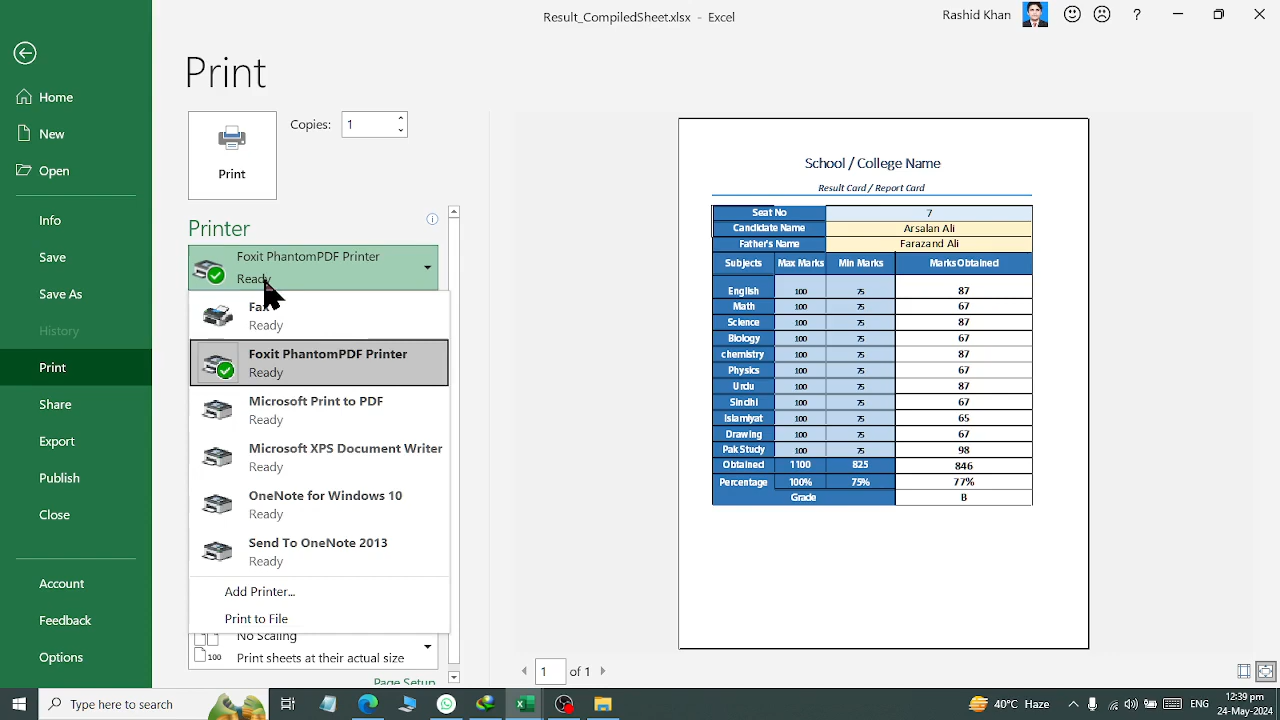 Result_CompiledSheet.xlsx - Excel
Rashid Khan
?
Home
New
Open
Info
Save
Save As
History
Print
Share
Export
Publish
Close
Account
Feedback
Options
Print
Print
Copies: 1
Printer
Foxit PhantomPDF Printer
Ready
Fax
Ready
Foxit PhantomPDF Printer
Ready
Microsoft Print to PDF
Ready
Microsoft XPS Document Writer
Ready
OneNote for Windows 10
Ready
Send To OneNote 2013
Ready
Add Printer...
Print to File
No Scaling
100 Print sheets at their actual size
Page Setup
School / College Name
Result Card / Report Card
Seat No 7
Candidate Name Arsalan Ali
Father's Name Farazand Ali
Subjects Max Marks Min Marks Marks Obtained
English 100 75 87
Math 100 75 67
Science 100 75 87
Biology 100 75 67
chemistry 100 75 87
Physics 100 75 67
Urdu 100 75 87
Sindhi 100 75 67
Islamiyat 100 75 65
Drawing 100 75 67
Pak Study 100 75 98
Obtained 1100 825 846
Percentage 100% 75% 77%
Grade B
1 of 1
Type here to search
40°C Haze
ENG
12:39 pm
24-May-2024